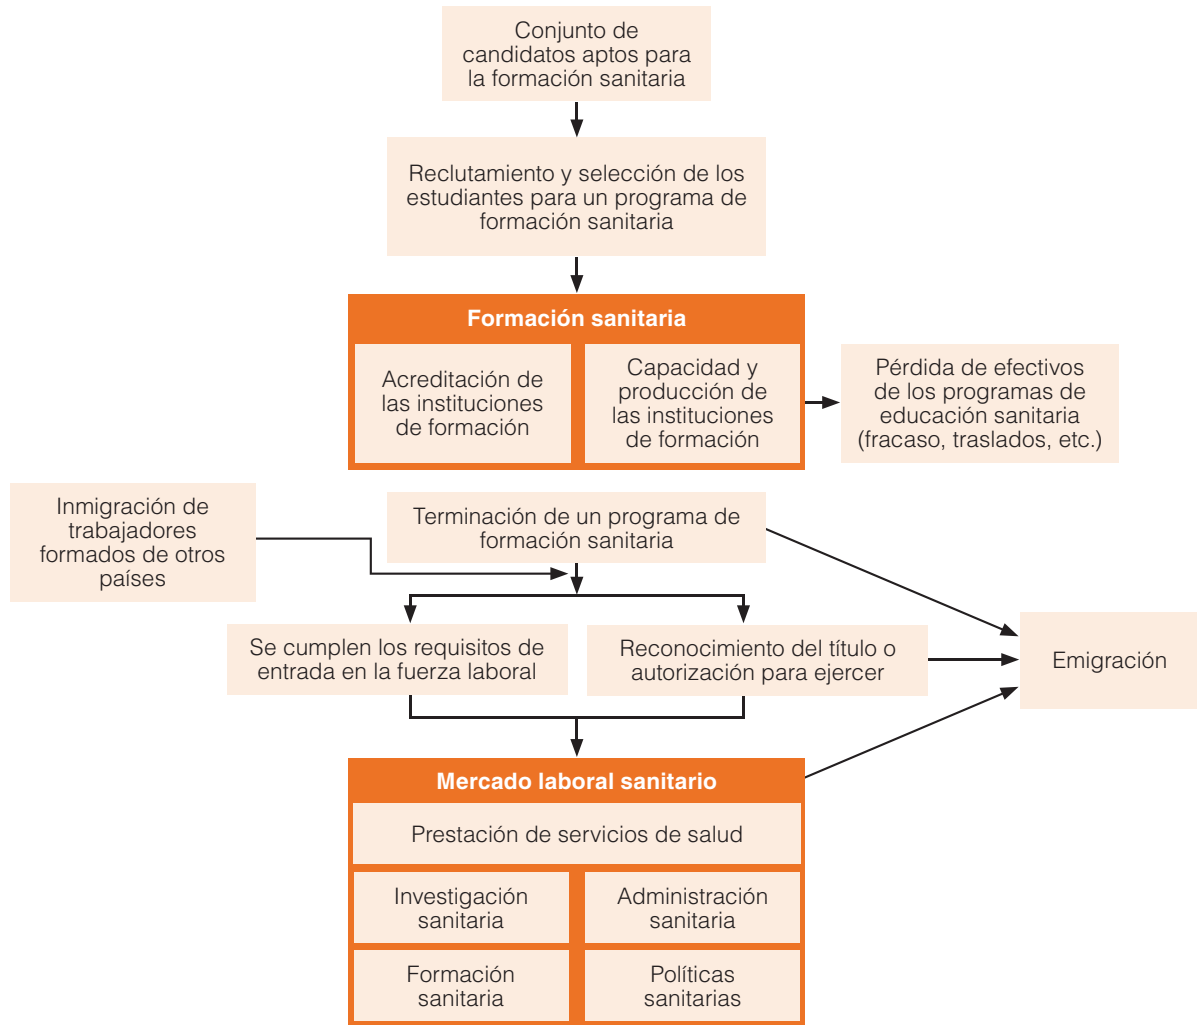 Conjunto de
candidatos aptos para
la formación sanitaria
Reclutamiento y selección de los
estudiantes para un programa de
formación sanitaria
Formación sanitaria
Acreditación de
las instituciones
de formación
Capacidad y
producción de
las instituciones
de formación
Pérdida de efectivos
de los programas de
educación sanitaria
(fracaso, traslados, etc.)
Inmigración de
trabajadores
formados de otros
países
Terminación de un programa de
formación sanitaria
Se cumplen los requisitos de
entrada en la fuerza laboral
Reconocimiento del título o
autorización para ejercer
Emigración
Mercado laboral sanitario
Prestación de servicios de salud
Investigación
sanitaria
Administración
sanitaria
Formación
sanitaria
Políticas
sanitarias